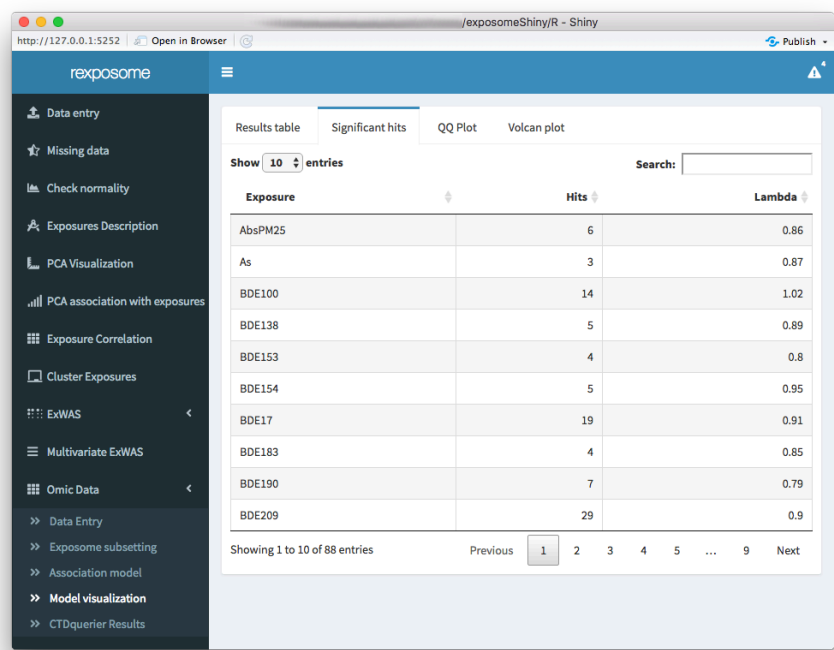 /exposomeShiny/R - Shiny
http://127.0.0.1:5252 Open in Browser Publish
rexposome 4
Data entry
Missing data
Check normality
Exposures Description
PCA Visualization
PCA association with exposures
Exposure Correlation
Cluster Exposures
ExWAS
Multivariate ExWAS
Omic Data
Data Entry
Exposome subsetting
Association model
Model visualization
CTDquerier Results
Results table Significant hits QQ Plot Volcan plot
Show 10 entries Search:
Exposure Hits Lambda
AbsPM25 6 0.86
As 3 0.87
BDE100 14 1.02
BDE138 5 0.89
BDE153 4 0.8
BDE154 5 0.95
BDE17 19 0.91
BDE183 4 0.85
BDE190 7 0.79
BDE209 29 0.9
Showing 1 to 10 of 88 entries Previous 1 2 3 4 5 ... 9 Next